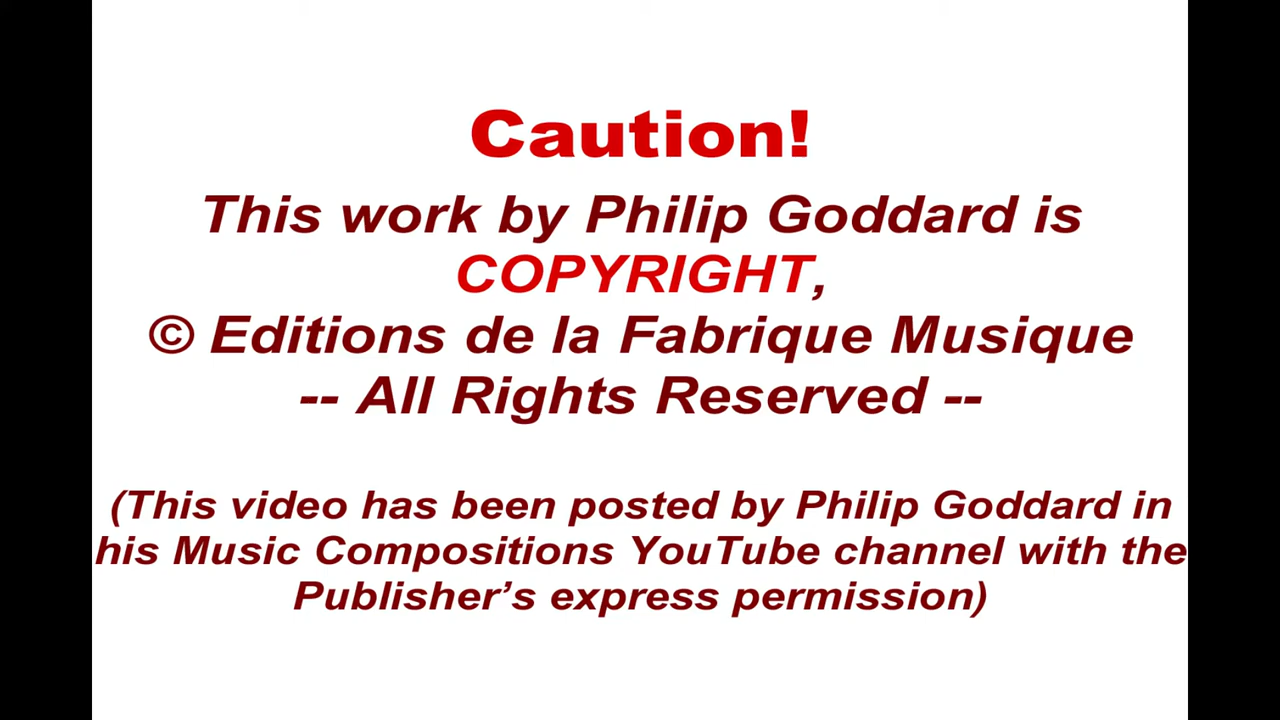 Caution!
This work by Philip Goddard is
COPYRIGHT,
© Editions de la Fabrique Musique
-- All Rights Reserved --
(This video has been posted by Philip Goddard in
his Music Compositions YouTube channel with the
Publisher’s express permission)